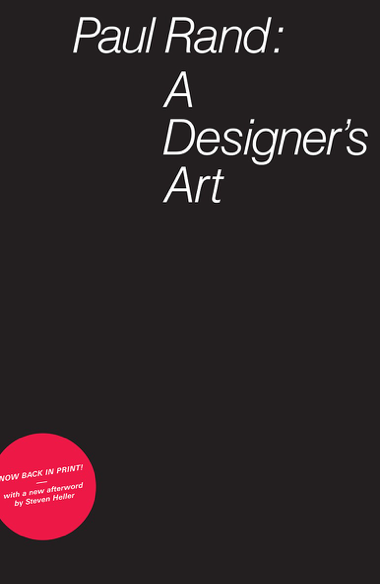 Paul Rand:
A
Designer's
Art
NOW BACK IN PRINT!
with a new afterword
by Steven Heller